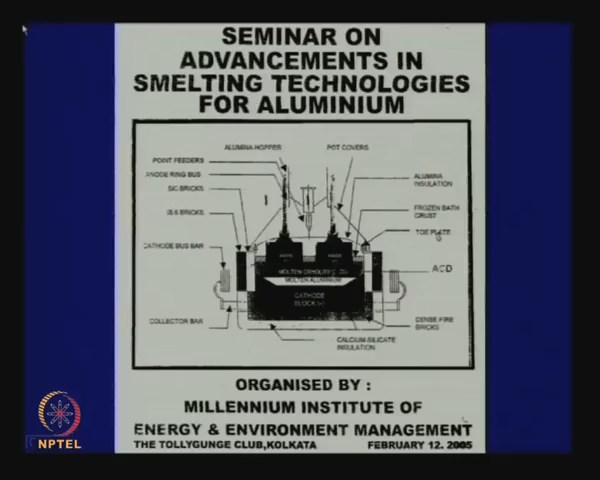 SEMINAR ON
ADVANCEMENTS IN
SMELTING TECHNOLOGIES
FOR ALUMINIUM
ALUMINA HOPPER
POT COVERS
POINT FEEDERS
ANODE RING BUS
SIC BRICKS
BRICKS
CATHODE BUS BAR
COLLECTOR BAR
ALUMINA
INSULATION
FROZEN BATH
CRUST
TOE PLATE
ACD
MOLTEN
MOLTEN ALUMINIUM
CATHODE
BLOCK
DENSE FIRE
BRICKS
CALCIUM-SILICATE
INSULATION
ORGANISED BY :
MILLENNIUM INSTITUTE OF
ENERGY & ENVIRONMENT MANAGEMENT
THE TOLLYGUNGE CLUB,KOLKATA FEBRUARY 12. 2005
NPTEL